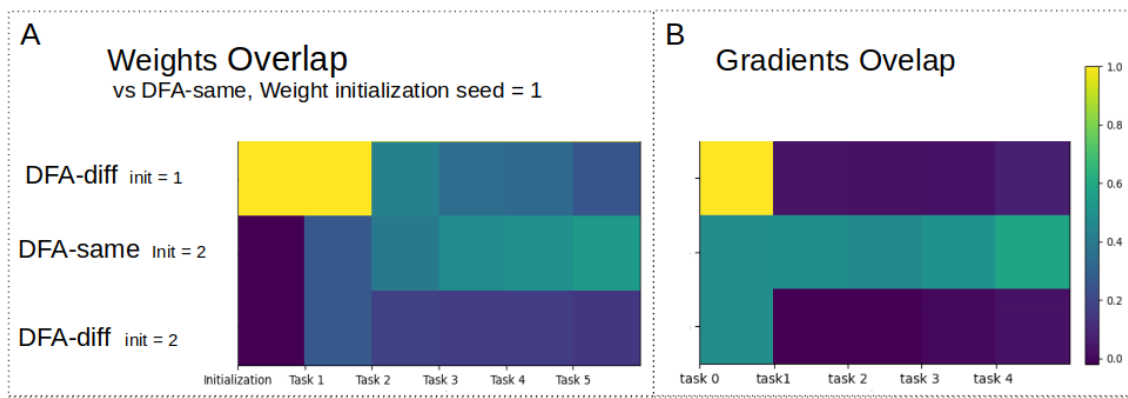 A
Weights Overlap
vs DFA-same, Weight initialization seed = 1
DFA-diff init = 1
DFA-same Init = 2
DFA-diff init = 2
Initialization Task 1 Task 2 Task 3 Task 4 Task 5
B
Gradients Ovelap
task 0 task1 task 2 task 3 task 4
1.0
0.8
0.6
0.4
0.2
0.0